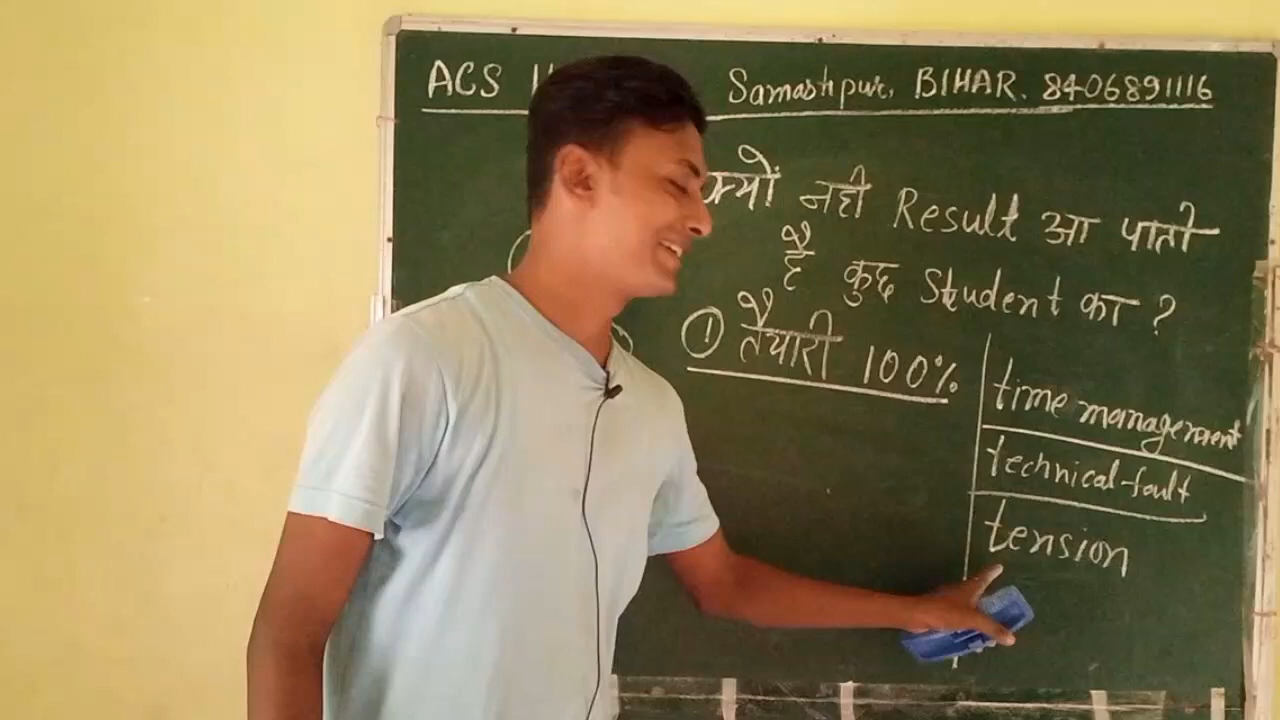 ACS Samastipur, BIHAR. 8406891116
क्यों नही Result आ पाती
है कुछ Student का ?
① तैयारी 100%
time management
technical-fault
tension